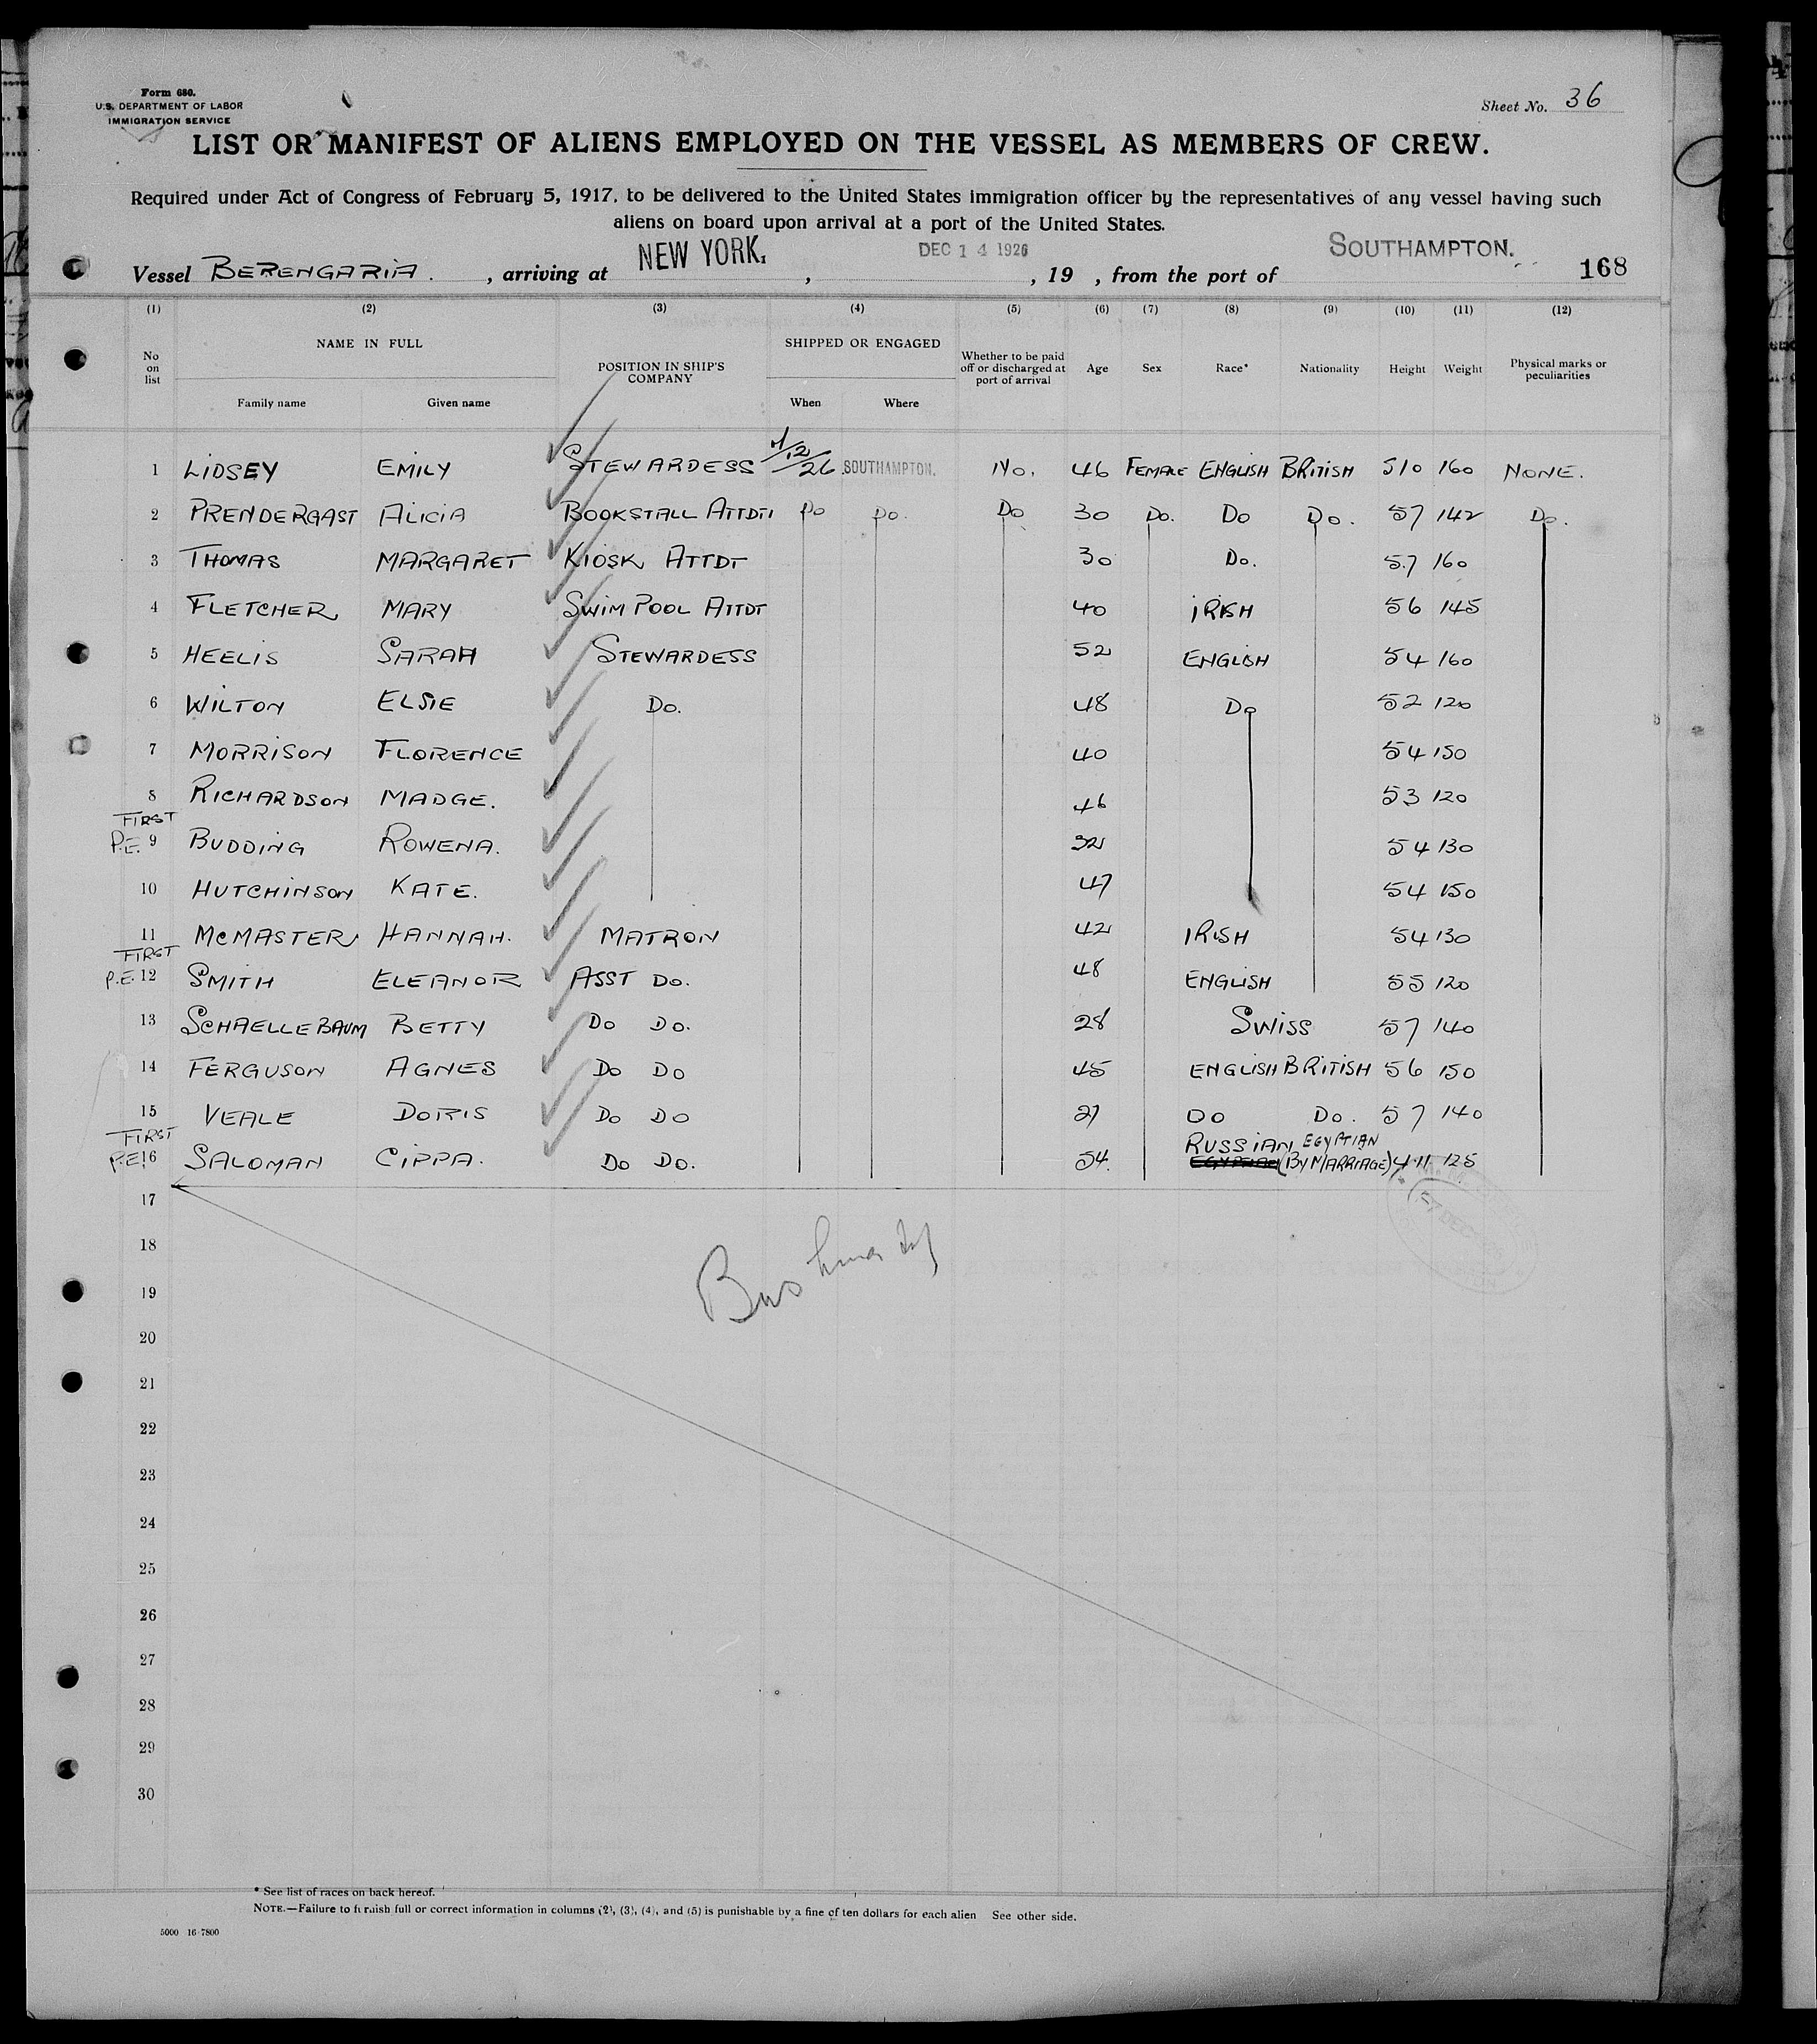 Form 680.
U.S. DEPARTMENT OF LABOR
IMMIGRATION SERVICE
Sheet No. 36
LIST OR MANIFEST OF ALIENS EMPLOYED ON THE VESSEL AS MEMBERS OF CREW.
Required under Act of Congress of February 5, 1917, to be delivered to the United States immigration officer by the representatives of any vessel having such
aliens on board upon arrival at a port of the United States.
Vessel BERENGARIA. , arriving at NEW YORK. , DEC 14 1926 , 19 , from the port of SOUTHAMPTON. 168
(1) (2) (3) (4) (5) (6) (7) (8) (9) (10) (11) (12)
No on list NAME IN FULL Family name Given name POSITION IN SHIP'S COMPANY SHIPPED OR ENGAGED When Where Whether to be paid off or discharged at port of arrival Age Sex Race* Nationality Height Weight Physical marks or peculiarities
1 LIDSEY EMILY STEWARDESS /12/26 SOUTHAMPTON. NO. 46 FEMALE ENGLISH BRITISH 510 160 NONE.
2 PRENDERGAST ALICIA BOOKSTALL ATTDT Do Do. Do 30 Do. Do Do. 57 142 Do.
3 THOMAS MARGARET KIOSK ATTDT 30 Do. 5.7 160
4 FLETCHER MARY SWIM POOL ATTDT 40 IRISH 56 145
5 HEELIS SARAH STEWARDESS 52 ENGLISH 54 160
6 WILTON ELSIE Do. 48 Do 52 120
7 MORRISON FLORENCE 40 54 150
8 RICHARDSON MADGE. 46 53 120
FIRST
P.E. 9 BUDDING ROWENA. 32 54 130
10 HUTCHINSON KATE. 47 54 150
11 McMASTER HANNAH. MATRON 42 IRISH 54 130
FIRST
P.E. 12 SMITH ELEANOR ASST Do. 48 ENGLISH 55 120
13 SCHAELLEBAUM BETTY Do Do. 28 SWISS 57 140
14 FERGUSON AGNES Do Do 45 ENGLISH BRITISH 56 150
15 VEALE DORIS Do Do 27 DO Do. 57 140
FIRST RUSSIAN EGYPTIAN
P.E. 16 SALOMAN CIPPA. Do Do. 54. EGYPTIAN (BY MARRIAGE) 4.11 125
17
18
19
20
21
22
23
24
25
26
27
28
29
30
* See list of races on back hereof.
NOTE.—Failure to furnish full or correct information in columns (2), (3), (4), and (5) is punishable by a fine of ten dollars for each alien See other side.
5000 16-7800